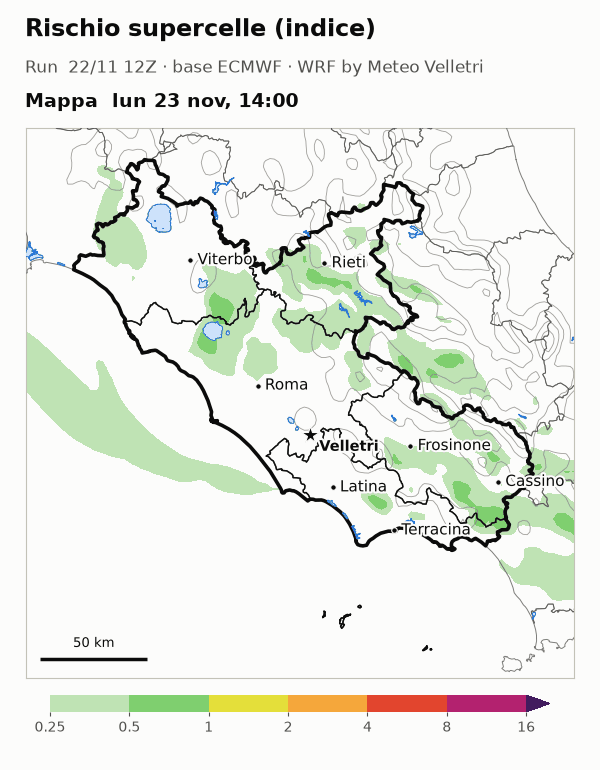 Rischio supercelle (indice)
Run  22/11 12Z · base ECMWF · WRF by Meteo Velletri
Mappa  lun 23 nov, 14:00
Viterbo
Rieti
Roma
Velletri
Frosinone
Latina
Cassino
Terracina
50 km
0.25 0.5 1 2 4 8 16